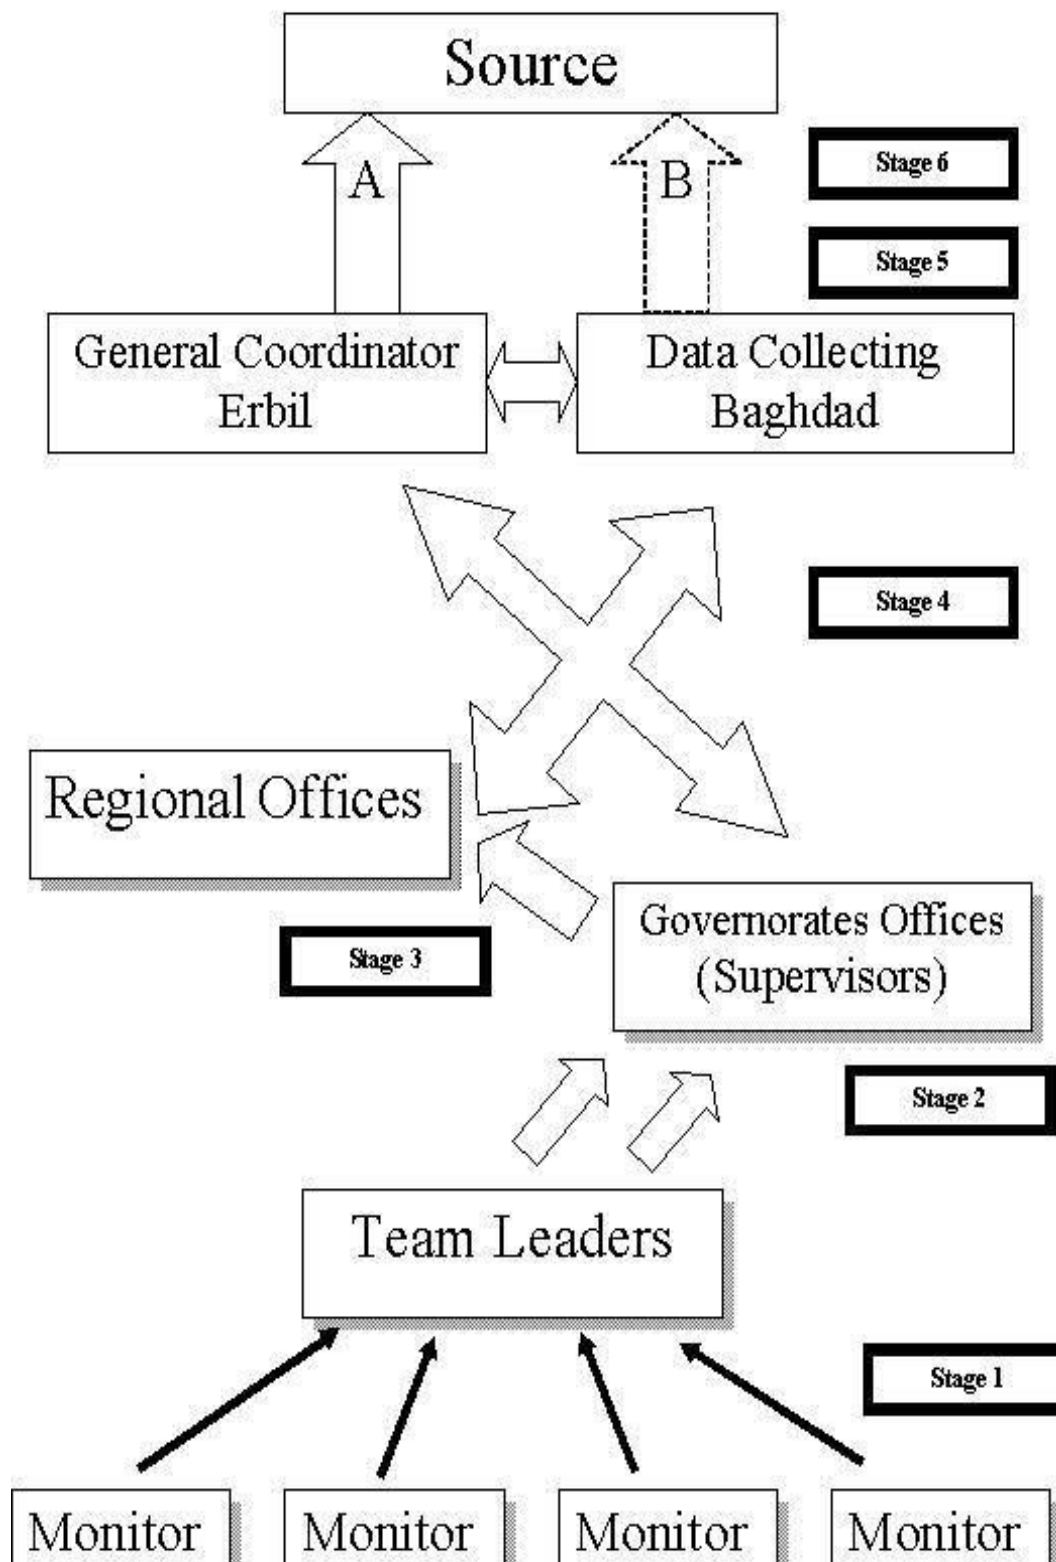 Source
A
B
Stage 6
Stage 5
General Coordinator
Erbil
Data Collecting
Baghdad
Stage 4
Regional Offices
Governorates Offices
(Supervisors)
Stage 3
Stage 2
Team Leaders
Stage 1
Monitor
Monitor
Monitor
Monitor